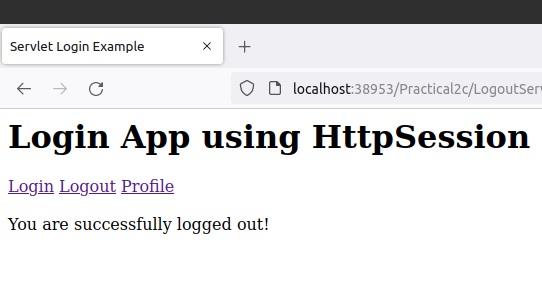 Servlet Login Example
localhost:38953/Practical2c/LogoutServ
Login App using HttpSession
Login Logout Profile
You are successfully logged out!